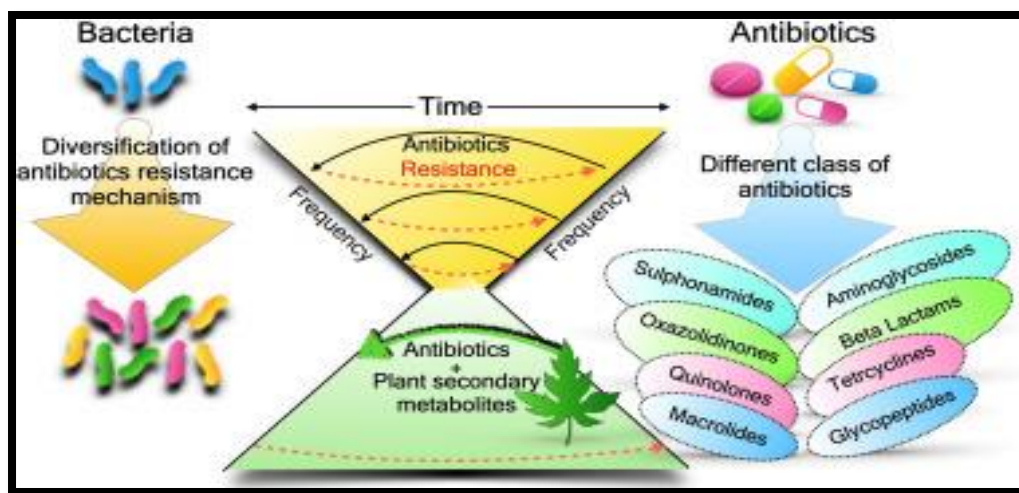 Bacteria
Diversification of
antibiotics resistance
mechanism
Time
Antibiotics
Resistance
Frequency
Frequency
Antibiotics
+
Plant secondary
metabolites
Antibiotics
Different class of
antibiotics
Sulphonamides
Aminoglycosides
Oxazolidinones
Beta Lactams
Quinolones
Tetrcyclines
Macrolides
Glycopeptides